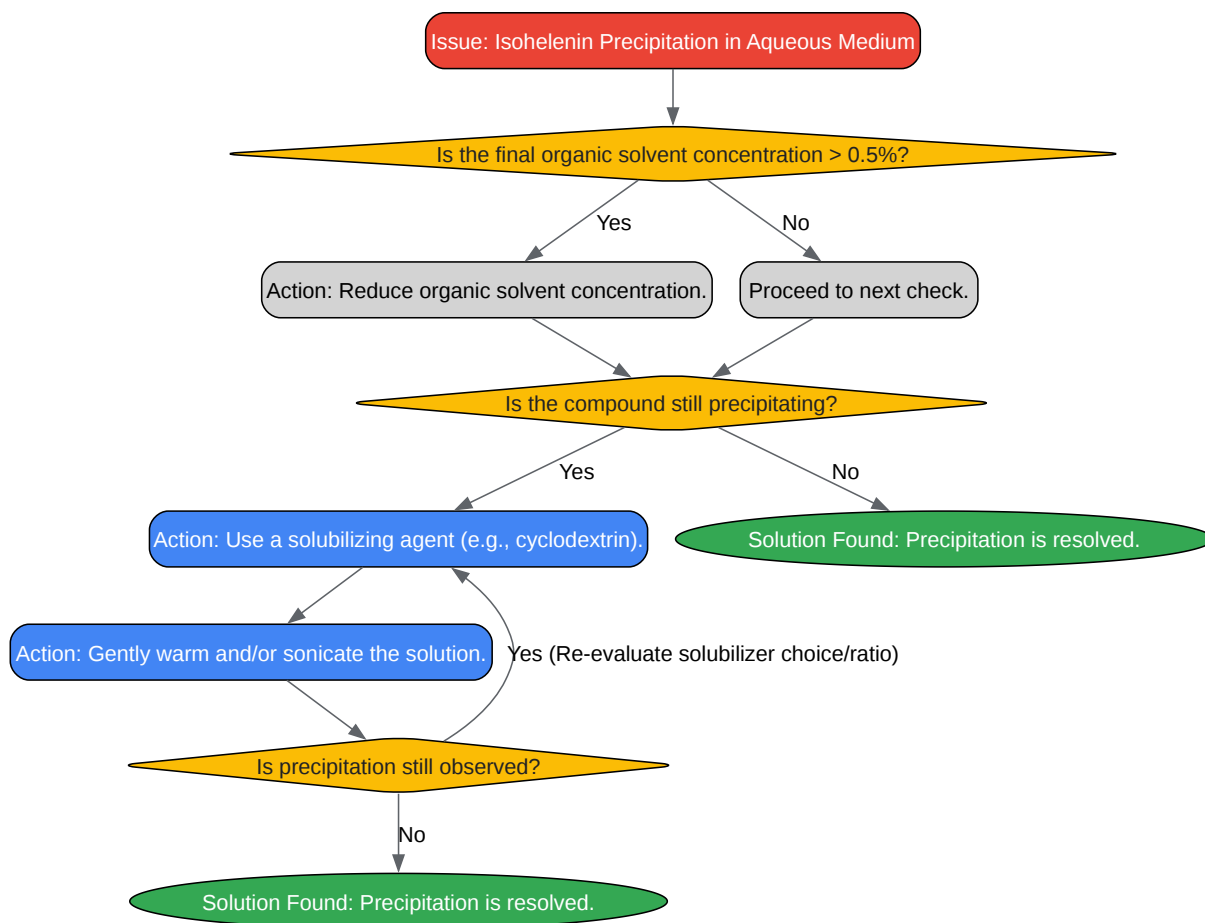 Issue: Isohelenin Precipitation in Aqueous Medium
Is the final organic solvent concentration > 0.5%?
Yes
No
Action: Reduce organic solvent concentration.
Proceed to next check.
Is the compound still precipitating?
Yes
No
Action: Use a solubilizing agent (e.g., cyclodextrin).
Solution Found: Precipitation is resolved.
Action: Gently warm and/or sonicate the solution.
Yes (Re-evaluate solubilizer choice/ratio)
Is precipitation still observed?
No
Solution Found: Precipitation is resolved.